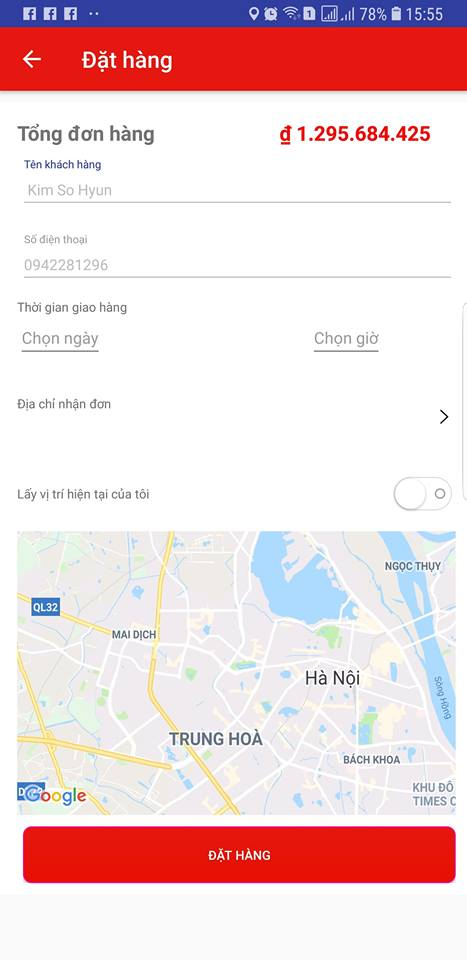 1 78% 15:55
Đặt hàng
Tổng đơn hàng ₫ 1.295.684.425
Tên khách hàng
Kim So Hyun
Số điện thoại
0942281296
Thời gian giao hàng
Chọn ngày Chọn giờ
Địa chỉ nhận đơn
Lấy vị trí hiện tại của tôi
NGỌC THỤY
QL32
MAI DỊCH
Hà Nội
Sông Hồng
TRUNG HOÀ
BÁCH KHOA
KHU ĐÔ
TIMES C
Google
ĐẶT HÀNG